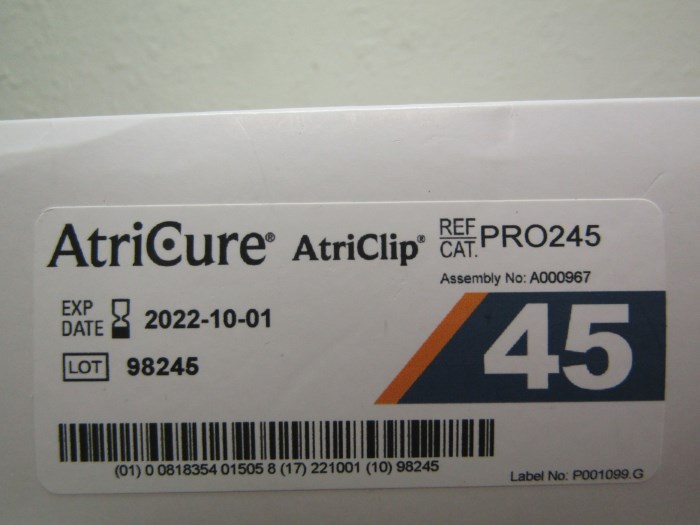 AtriCure® AtriClip® REF CAT. PRO245
Assembly No: A000967
EXP DATE 2022-10-01
45
LOT 98245
(01) 0 0818354 01505 8 (17) 221001 (10) 98245
Label No: P001099.G